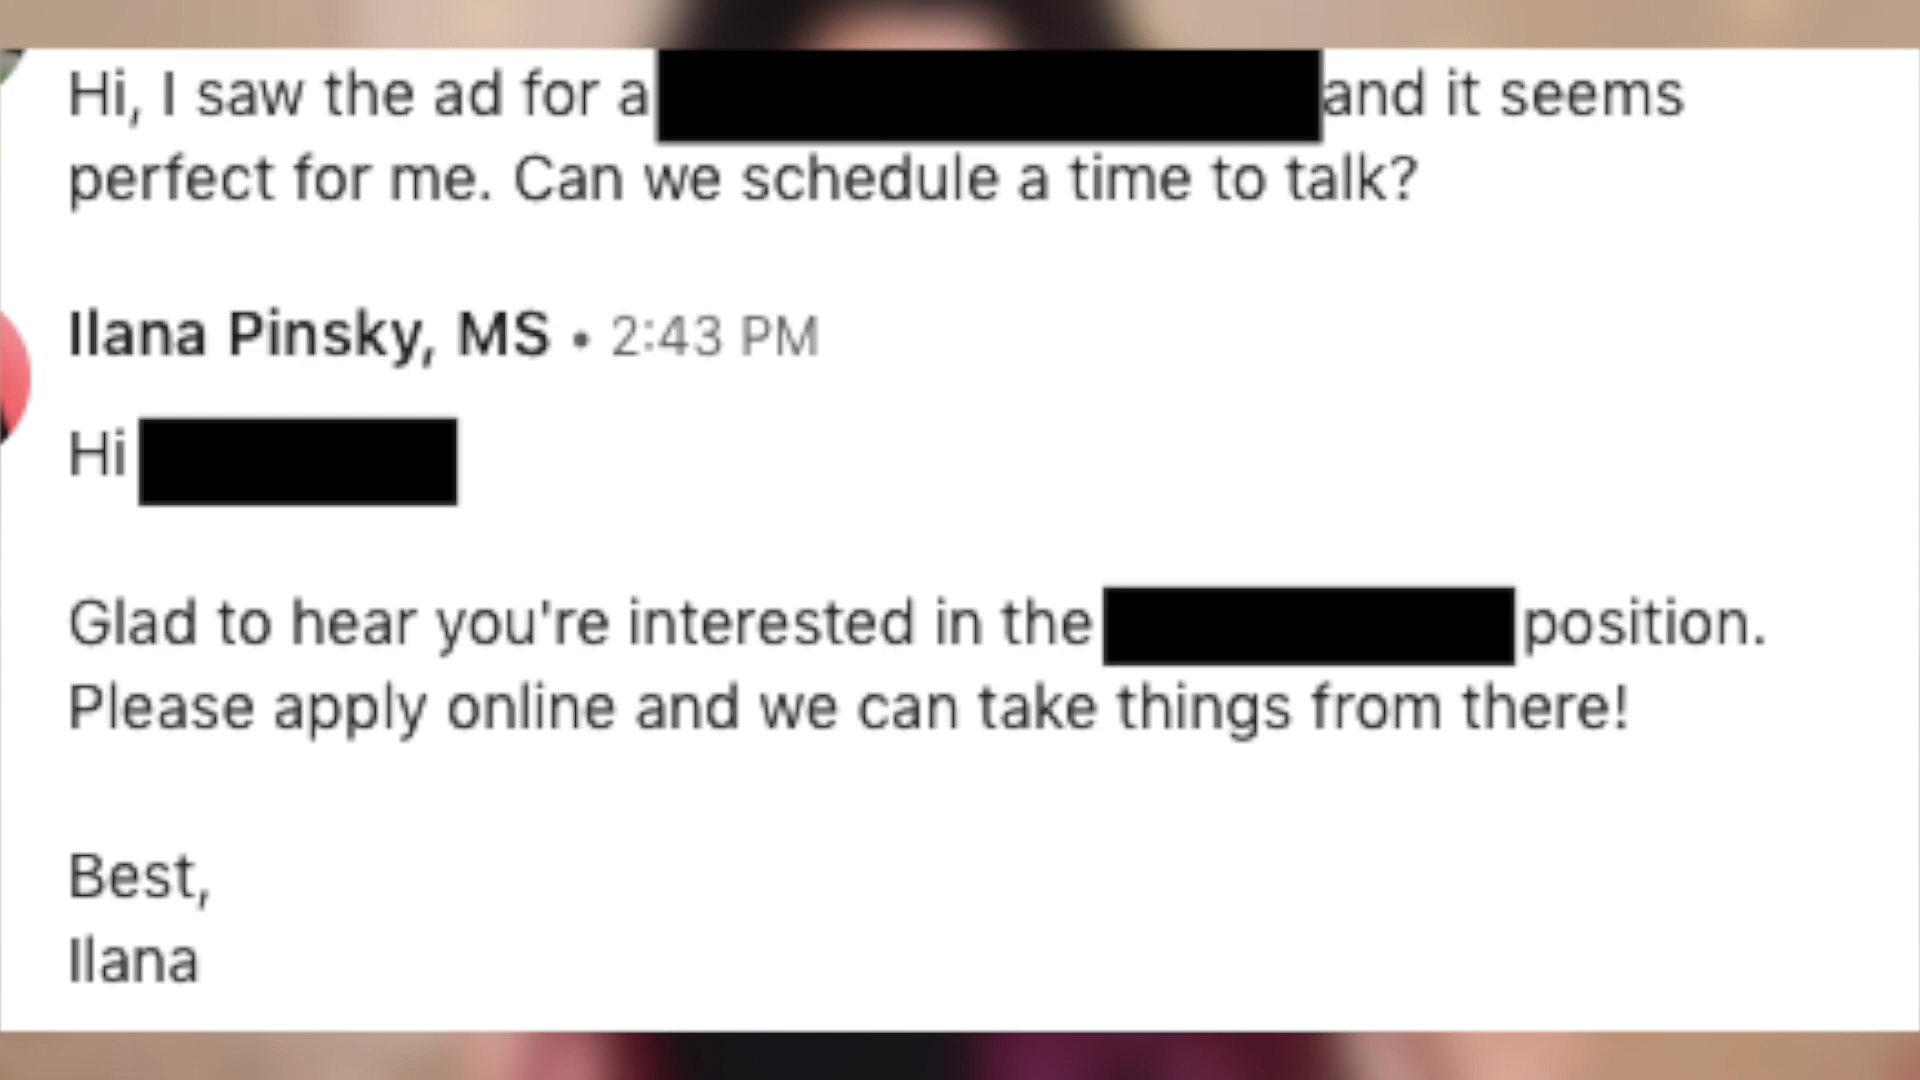 Hi, I saw the ad for a and it seems
perfect for me. Can we schedule a time to talk?
Ilana Pinsky, MS • 2:43 PM
Hi
Glad to hear you're interested in the position.
Please apply online and we can take things from there!
Best,
Ilana